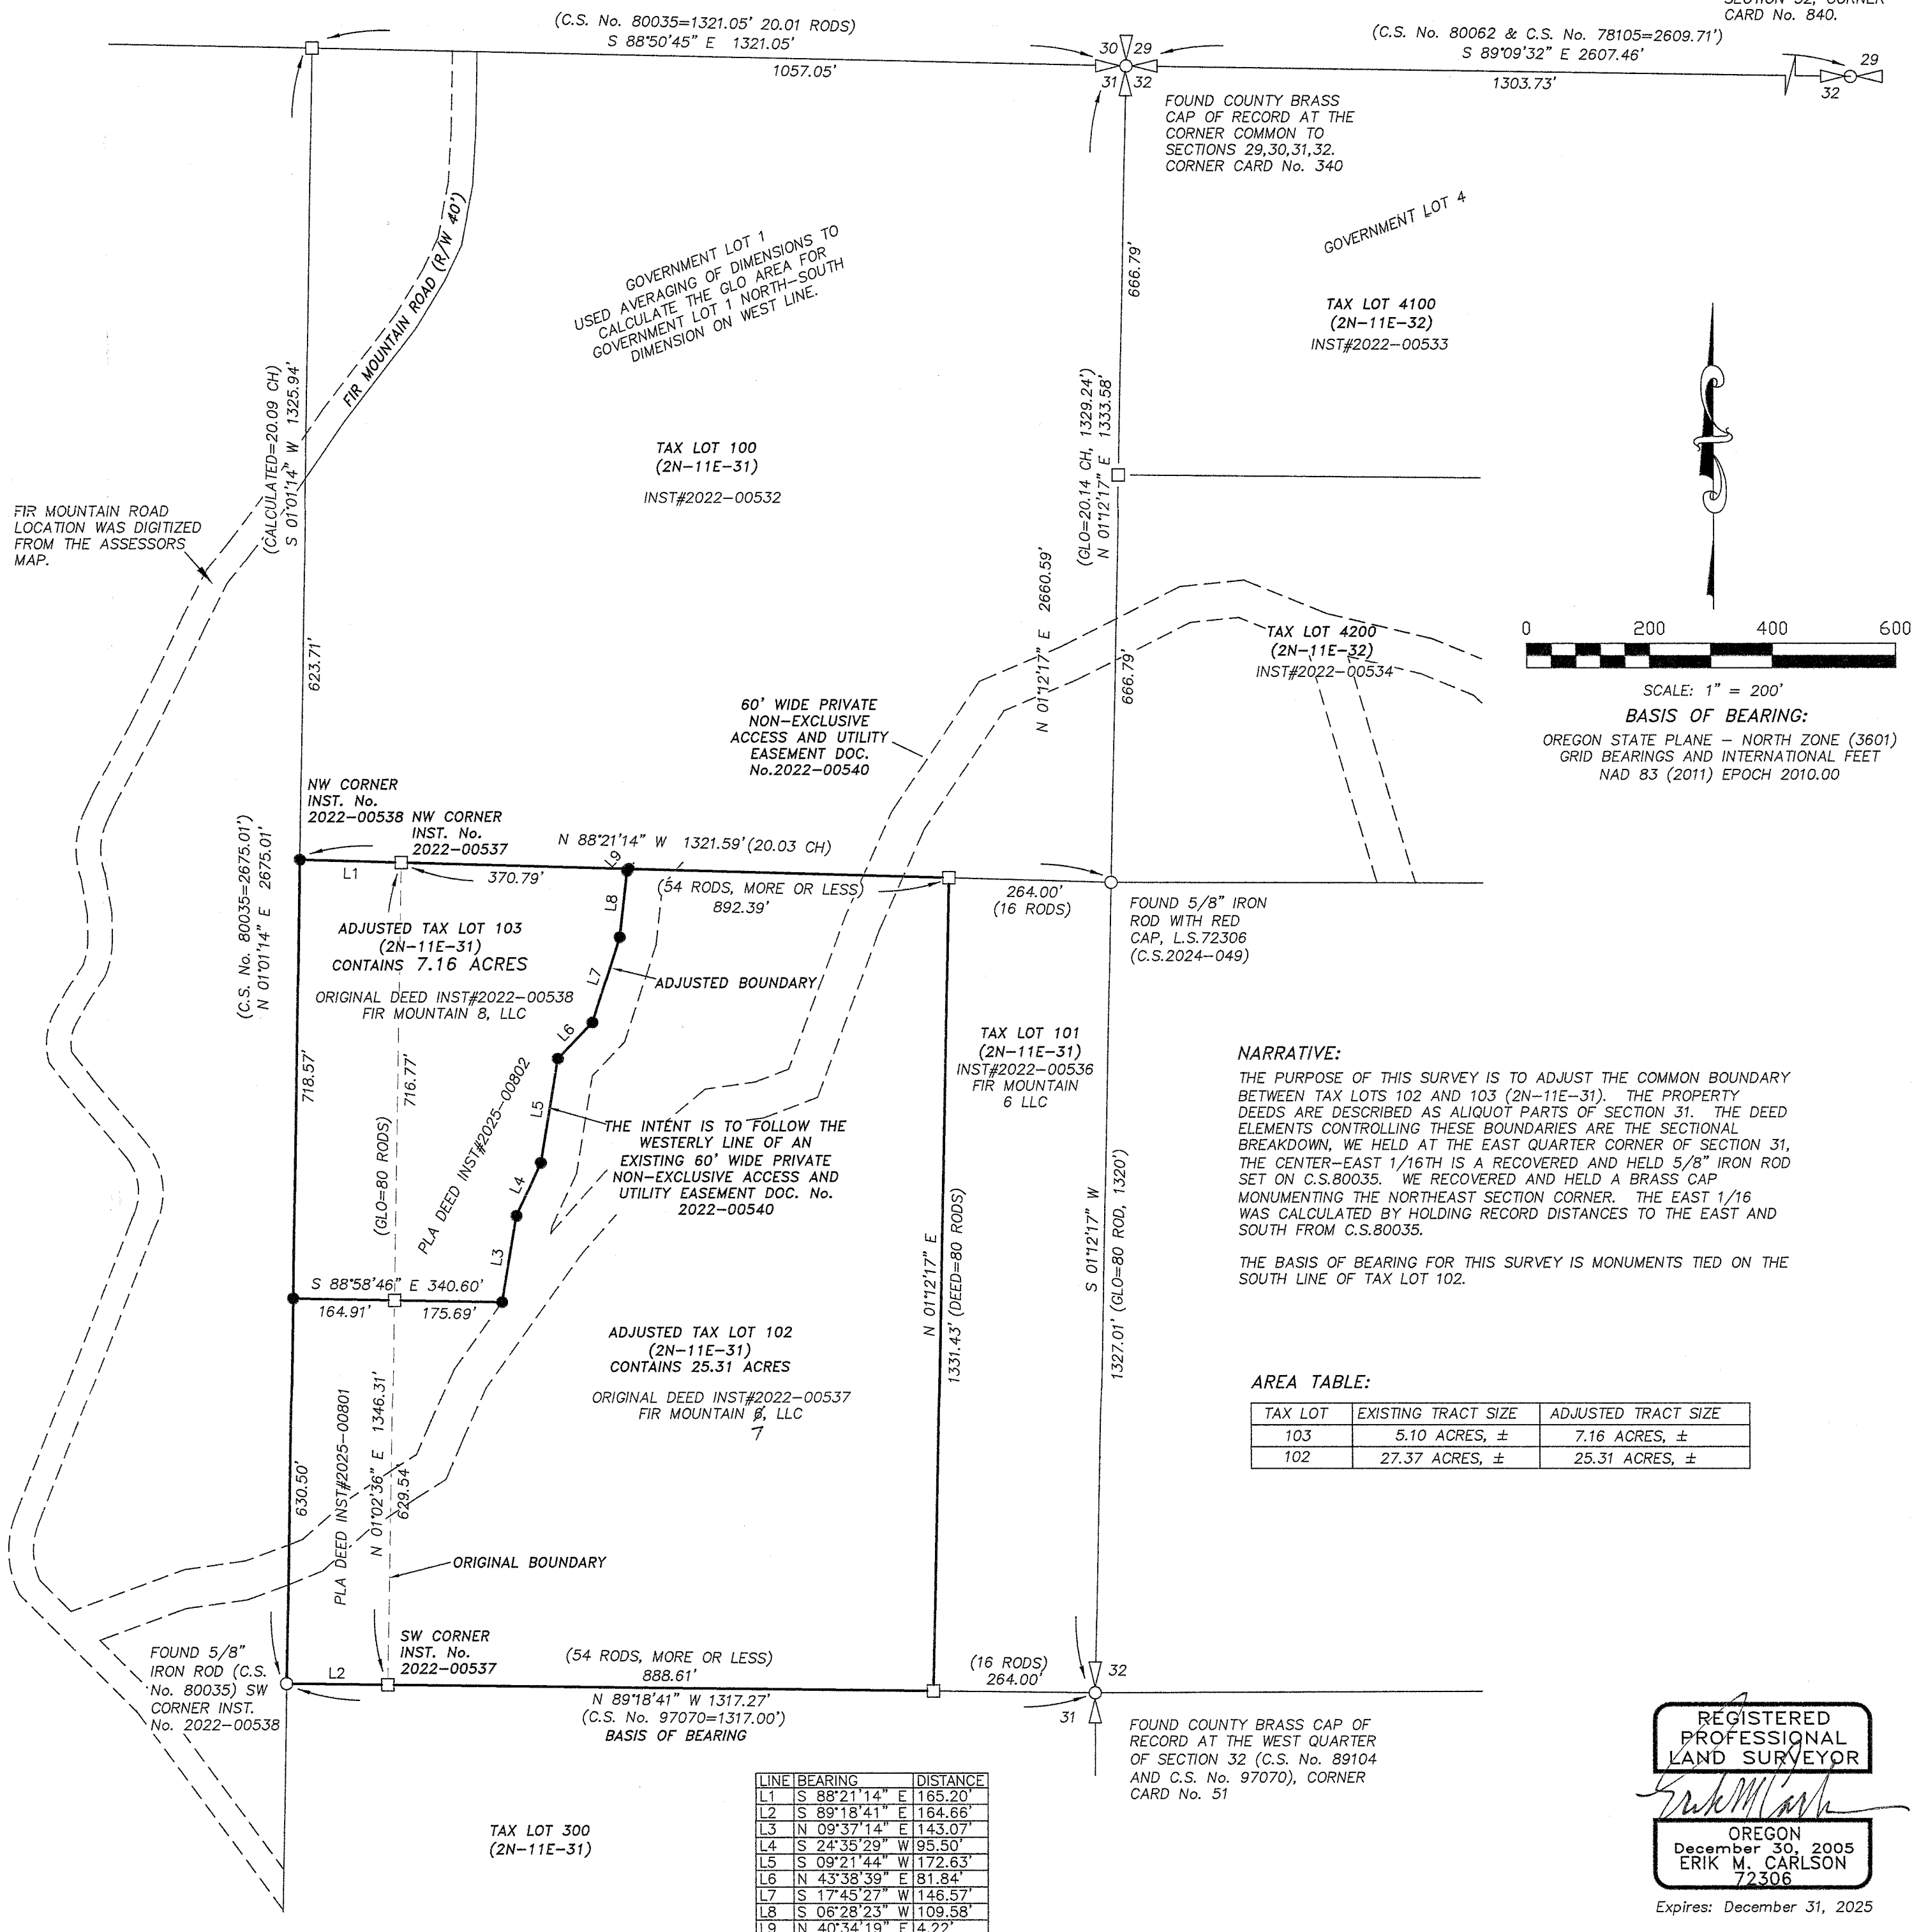 SECTION 32, CORNER
CARD No. 840.
(C.S. No. 80035=1321.05' 20.01 RODS)
S 88°50'45" E 1321.05'
1057.05'
30 29
31 32
(C.S. No. 80062 & C.S. No. 78105=2609.71')
S 89°09'32" E 2607.46'
1303.73'
29
32
FOUND COUNTY BRASS
CAP OF RECORD AT THE
CORNER COMMON TO
SECTIONS 29,30,31,32.
CORNER CARD No. 340
FIR MOUNTAIN ROAD (R/W 40')
GOVERNMENT LOT 1
USED AVERAGING OF DIMENSIONS TO
CALCULATE THE GLO AREA FOR
GOVERNMENT LOT 1 NORTH-SOUTH
DIMENSION ON WEST LINE.
GOVERNMENT LOT 4
666.79'
TAX LOT 4100
(2N-11E-32)
INST#2022-00533
(CALCULATED=20.09 CH)
S 01°01'14" W 1325.94'
TAX LOT 100
(2N-11E-31)
INST#2022-00532
(GLO=20.14 CH, 1329.24')
N 01°12'17" E 1333.58'
FIR MOUNTAIN ROAD
LOCATION WAS DIGITIZED
FROM THE ASSESSORS
MAP.
N 01°12'17" E 2660.59'
623.71'
666.79'
TAX LOT 4200
(2N-11E-32)
INST#2022-00534
0 200 400 600
SCALE: 1" = 200'
BASIS OF BEARING:
OREGON STATE PLANE - NORTH ZONE (3601)
GRID BEARINGS AND INTERNATIONAL FEET
NAD 83 (2011) EPOCH 2010.00
60' WIDE PRIVATE
NON-EXCLUSIVE
ACCESS AND UTILITY
EASEMENT DOC.
No.2022-00540
NW CORNER
INST. No.
2022-00538
NW CORNER
INST. No.
2022-00537
N 88°21'14" W 1321.59' (20.03 CH)
L1
370.79'
L9
L8
(54 RODS, MORE OR LESS)
892.39'
264.00'
(16 RODS)
FOUND 5/8" IRON
ROD WITH RED
CAP, L.S.72306
(C.S.2024-049)
(C.S. No. 80035=2675.01')
N 01°01'14" E 2675.01'
ADJUSTED TAX LOT 103
(2N-11E-31)
CONTAINS 7.16 ACRES
ORIGINAL DEED INST#2022-00538
FIR MOUNTAIN 8, LLC
L7
ADJUSTED BOUNDARY
L6
TAX LOT 101
(2N-11E-31)
INST#2022-00536
FIR MOUNTAIN
6 LLC
718.57'
716.77'
(GLO=80 RODS)
PLA DEED INST#2025-00802
L5
THE INTENT IS TO FOLLOW THE
WESTERLY LINE OF AN
EXISTING 60' WIDE PRIVATE
NON-EXCLUSIVE ACCESS AND
UTILITY EASEMENT DOC. No.
2022-00540
L4
L3
NARRATIVE:
THE PURPOSE OF THIS SURVEY IS TO ADJUST THE COMMON BOUNDARY
BETWEEN TAX LOTS 102 AND 103 (2N-11E-31). THE PROPERTY
DEEDS ARE DESCRIBED AS ALIQUOT PARTS OF SECTION 31. THE DEED
ELEMENTS CONTROLLING THESE BOUNDARIES ARE THE SECTIONAL
BREAKDOWN, WE HELD AT THE EAST QUARTER CORNER OF SECTION 31,
THE CENTER-EAST 1/16TH IS A RECOVERED AND HELD 5/8" IRON ROD
SET ON C.S.80035. WE RECOVERED AND HELD A BRASS CAP
MONUMENTING THE NORTHEAST SECTION CORNER. THE EAST 1/16
WAS CALCULATED BY HOLDING RECORD DISTANCES TO THE EAST AND
SOUTH FROM C.S.80035.
THE BASIS OF BEARING FOR THIS SURVEY IS MONUMENTS TIED ON THE
SOUTH LINE OF TAX LOT 102.
S 88°58'46" E 340.60'
164.91'
175.69'
N 01°12'17" E
1331.43' (DEED=80 RODS)
S 01°12'17" W
1327.01' (GLO=80 ROD, 1320')
ADJUSTED TAX LOT 102
(2N-11E-31)
CONTAINS 25.31 ACRES
ORIGINAL DEED INST#2022-00537
FIR MOUNTAIN 6, LLC
7
AREA TABLE:
TAX LOT EXISTING TRACT SIZE ADJUSTED TRACT SIZE
103 5.10 ACRES, ± 7.16 ACRES, ±
102 27.37 ACRES, ± 25.31 ACRES, ±
630.50'
PLA DEED INST#2025-00801
N 01°02'36" E 1346.31'
629.54
ORIGINAL BOUNDARY
FOUND 5/8"
IRON ROD (C.S.
No. 80035) SW
CORNER INST.
No. 2022-00538
L2
SW CORNER
INST. No.
2022-00537
(54 RODS, MORE OR LESS)
888.61'
N 89°18'41" W 1317.27'
(C.S. No. 97070=1317.00')
BASIS OF BEARING
(16 RODS)
264.00'
32
31
FOUND COUNTY BRASS CAP OF
RECORD AT THE WEST QUARTER
OF SECTION 32 (C.S. No. 89104
AND C.S. No. 97070), CORNER
CARD No. 51
TAX LOT 300
(2N-11E-31)
LINE BEARING DISTANCE
L1 S 88°21'14" E 165.20'
L2 S 89°18'41" E 164.66'
L3 N 09°37'14" E 143.07'
L4 S 24°35'29" W 95.50'
L5 S 09°21'44" W 172.63'
L6 N 43°38'39" E 81.84'
L7 S 17°45'27" W 146.57'
L8 S 06°28'23" W 109.58'
L9 N 40°34'19" E 4.22'
REGISTERED
PROFESSIONAL
LAND SURVEYOR
Erik M Carl
OREGON
December 30, 2005
ERIK M. CARLSON
72306
Expires: December 31, 2025